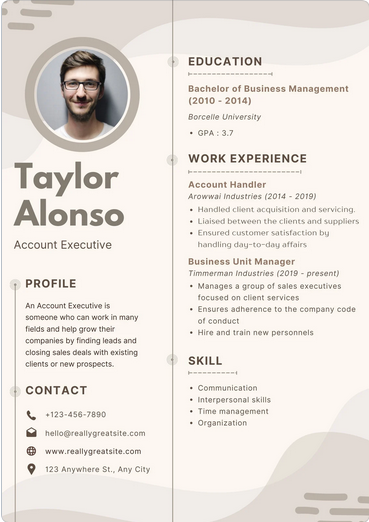 Taylor
Alonso
Account Executive
PROFILE
An Account Executive is
someone who can work in many
fields and help grow their
companies by finding leads and
closing sales deals with existing
clients or new prospects.
CONTACT
+123-456-7890
hello@reallygreatsite.com
www.reallygreatsite.com
123 Anywhere St., Any City
EDUCATION
Bachelor of Business Management
(2010 - 2014)
Borcelle University
• GPA : 3.7
WORK EXPERIENCE
Account Handler
Arowwai Industries (2014 - 2019)
• Handled client acquisition and servicing.
• Liaised between the clients and suppliers
• Ensured customer satisfaction by
handling day-to-day affairs
Business Unit Manager
Timmerman Industries (2019 - present)
• Manages a group of sales executives
focused on client services
• Ensures adherence to the company code
of conduct
• Hire and train new personnels
SKILL
• Communication
• Interpersonal skills
• Time management
• Organization